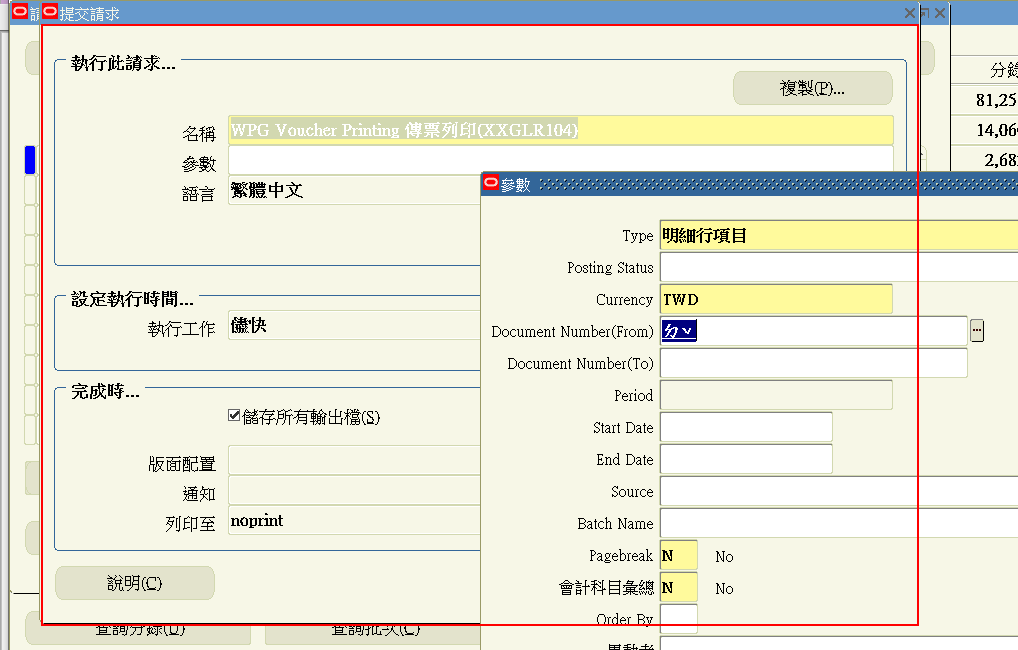 提交請求
分錄
執行此請求...
複製(P)...
81,25
名稱 WPG Voucher Printing 傳票列印(XXGLR104)
14,06
參數
2,68
語言 繁體中文
參數
Type 明細行項目
Posting Status
設定執行時間...
Currency TWD
執行工作 儘快
Document Number(From) ㄉˇ
Document Number(To)
完成時...
Period
儲存所有輸出檔(S)
Start Date
版面配置
End Date
通知
Source
列印至 noprint
Batch Name
Pagebreak N No
說明(C)
會計科目彙總 N No
Order By
查詢分錄(U)
查詢批次(C)